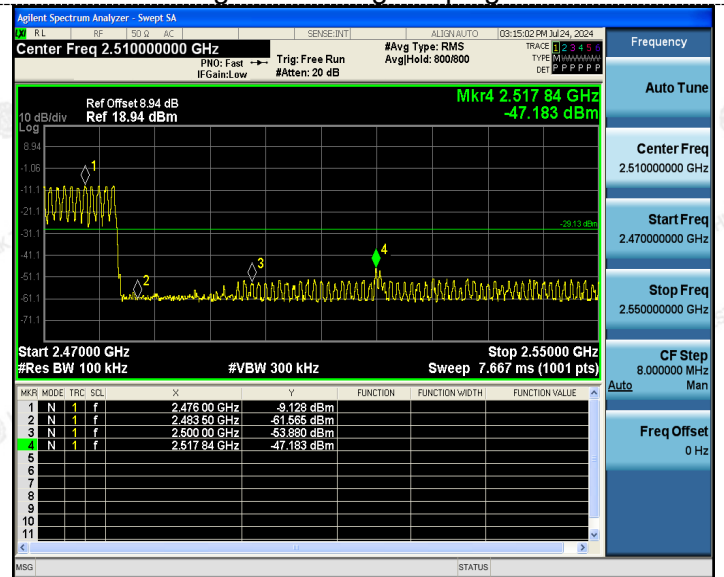 Agilent Spectrum Analyzer - Swept SA
LXI RL RF 50 Ω AC SENSE:INT ALIGN AUTO 03:15:02 PM Jul 24, 2024
Center Freq 2.510000000 GHz
PNO: Fast
IFGain:Low
Trig: Free Run
#Atten: 20 dB
#Avg Type: RMS
Avg|Hold: 800/800
TRACE 1 2 3 4 5 6
TYPE M
DET P P P P P P
Frequency
Mkr4 2.517 84 GHz
-47.183 dBm
Ref Offset 8.94 dB
10 dB/div Ref 18.94 dBm
Log
8.94
-1.06
-11.1
-21.1
-31.1
-41.1
-51.1
-61.1
-71.1
1
2
3
4
-29.13 dBm
Start 2.47000 GHz Stop 2.55000 GHz
#Res BW 100 kHz #VBW 300 kHz Sweep 7.667 ms (1001 pts)
MKR MODE TRC SCL X Y FUNCTION FUNCTION WIDTH FUNCTION VALUE
1 N 1 f 2.476 00 GHz -9.128 dBm
2 N 1 f 2.483 50 GHz -61.565 dBm
3 N 1 f 2.500 00 GHz -53.880 dBm
4 N 1 f 2.517 84 GHz -47.183 dBm
5
6
7
8
9
10
11
MSG STATUS
Auto Tune
Center Freq
2.510000000 GHz
Start Freq
2.470000000 GHz
Stop Freq
2.550000000 GHz
CF Step
8.000000 MHz
Auto Man
Freq Offset
0 Hz